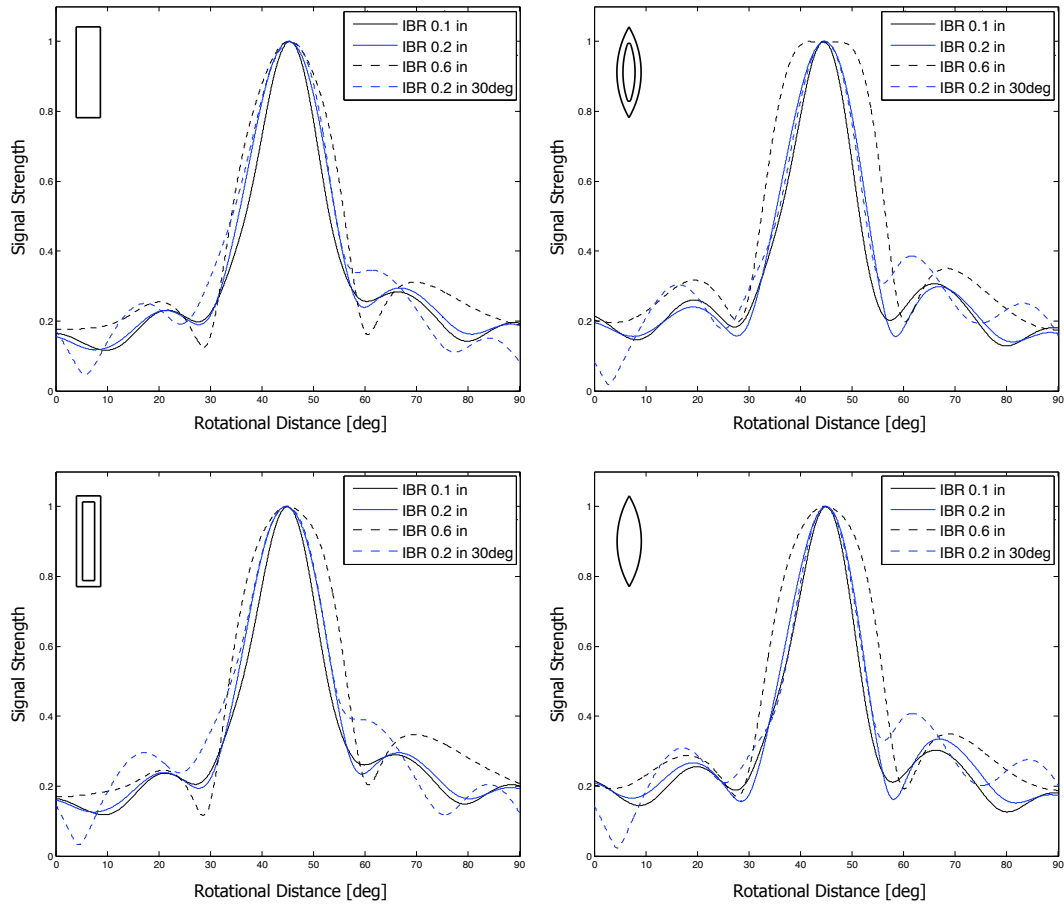 1
0.8
0.6
0.4
0.2
0
Signal Strength
IBR 0.1 in
IBR 0.2 in
IBR 0.6 in
IBR 0.2 in 30deg
0 10 20 30 40 50 60 70 80 90
Rotational Distance [deg]
1
0.8
0.6
0.4
0.2
0
Signal Strength
IBR 0.1 in
IBR 0.2 in
IBR 0.6 in
IBR 0.2 in 30deg
0 10 20 30 40 50 60 70 80 90
Rotational Distance [deg]
1
0.8
0.6
0.4
0.2
0
Signal Strength
IBR 0.1 in
IBR 0.2 in
IBR 0.6 in
IBR 0.2 in 30deg
0 10 20 30 40 50 60 70 80 90
Rotational Distance [deg]
1
0.8
0.6
0.4
0.2
0
Signal Strength
IBR 0.1 in
IBR 0.2 in
IBR 0.6 in
IBR 0.2 in 30deg
0 10 20 30 40 50 60 70 80 90
Rotational Distance [deg]